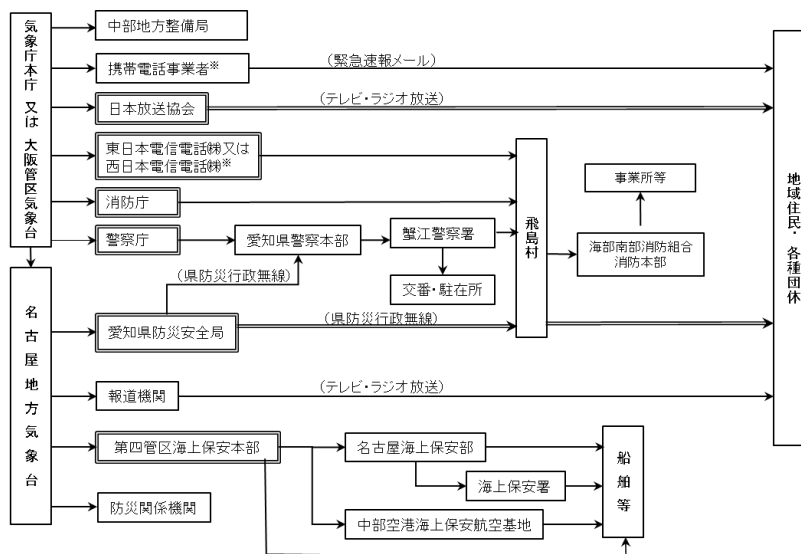 気象庁本庁 又は 大阪管区気象台
中部地方整備局
携帯電話事業者※
(緊急速報メール)
日本放送協会
(テレビ・ラジオ放送)
東日本電信電話㈱又は
西日本電信電話㈱※
消防庁
警察庁
愛知県警察本部
蟹江警察署
交番・駐在所
飛島村
事業所等
海部南部消防組合
消防本部
地域住民・各種団体
名古屋地方気象台
(県防災行政無線)
愛知県防災安全局
(県防災行政無線)
報道機関
(テレビ・ラジオ放送)
第四管区海上保安本部
名古屋海上保安部
海上保安署
中部空港海上保安航空基地
船舶等
防災関係機関